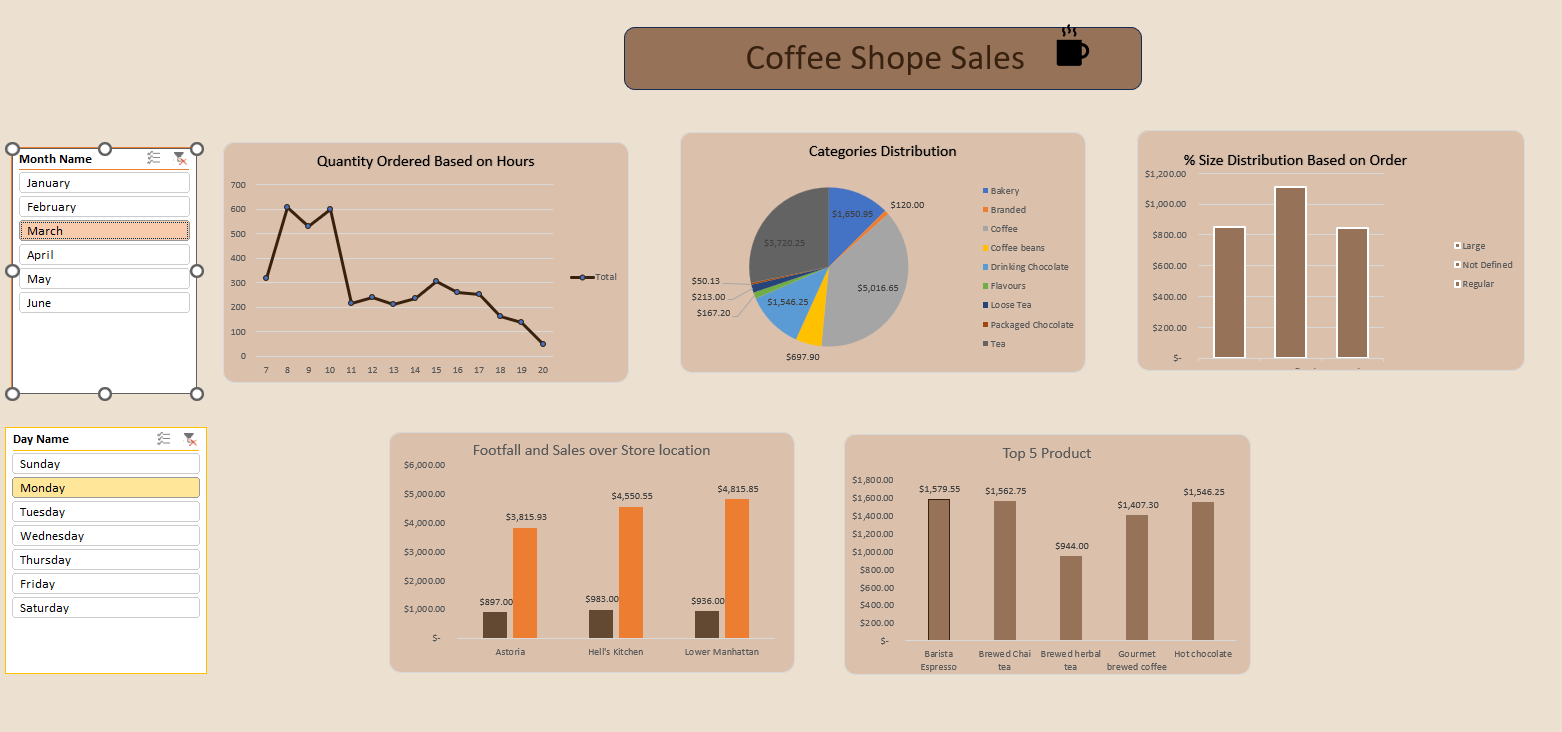 Coffee Shope Sales
Month Name
January
February
March
April
May
June
Quantity Ordered Based on Hours
700
600
500
400
300
200
100
0
7 8 9 10 11 12 13 14 15 16 17 18 19 20
Total
Categories Distribution
$1,650.95
$120.00
$5,016.65
$697.90
$1,546.25
$167.20
$213.00
$50.13
$3,720.25
Bakery
Branded
Coffee
Coffee beans
Drinking Chocolate
Flavours
Loose Tea
Packaged Chocolate
Tea
% Size Distribution Based on Order
$1,200.00
$1,000.00
$800.00
$600.00
$400.00
$200.00
$-
Large
Not Defined
Regular
Day Name
Sunday
Monday
Tuesday
Wednesday
Thursday
Friday
Saturday
Footfall and Sales over Store location
$6,000.00
$5,000.00
$4,000.00
$3,000.00
$2,000.00
$1,000.00
$-
$897.00
$3,815.93
$983.00
$4,550.55
$936.00
$4,815.85
Astoria
Hell's Kitchen
Lower Manhattan
Top 5 Product
$1,800.00
$1,600.00
$1,400.00
$1,200.00
$1,000.00
$800.00
$600.00
$400.00
$200.00
$-
$1,579.55
$1,562.75
$944.00
$1,407.30
$1,546.25
Barista
Espresso
Brewed Chai
tea
Brewed herbal
tea
Gourmet
brewed coffee
Hot chocolate